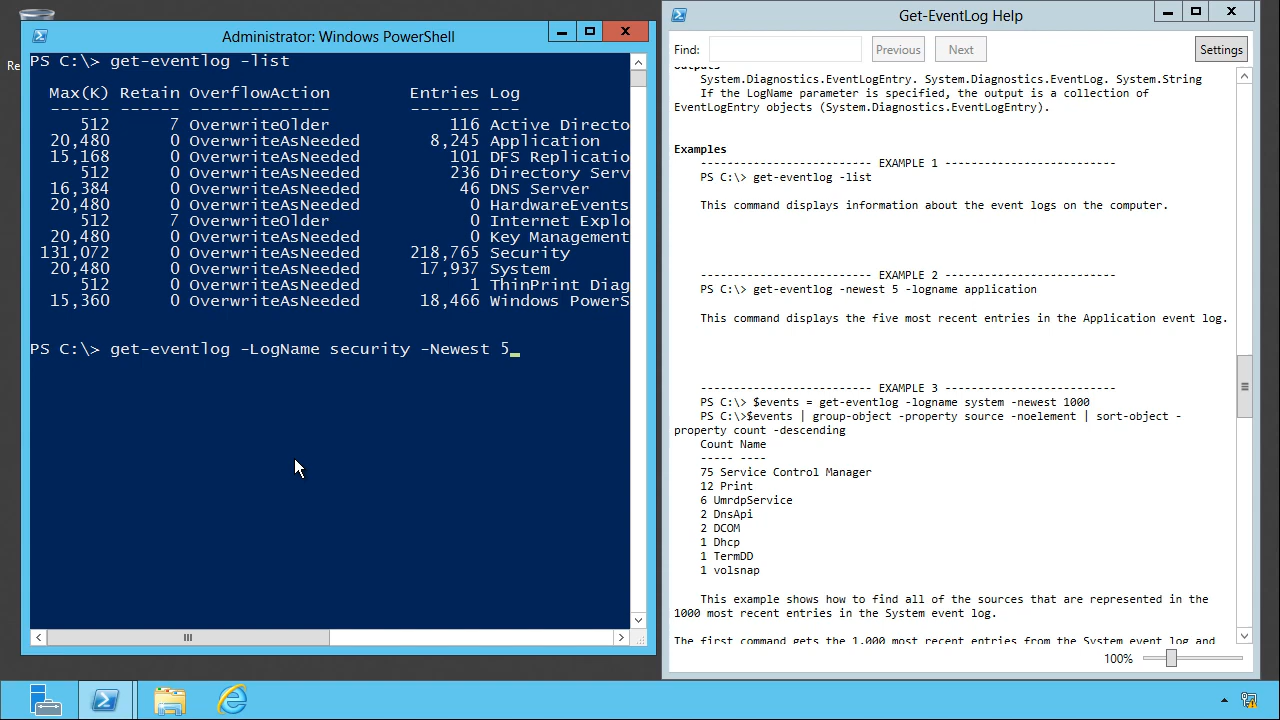 Re
Administrator: Windows PowerShell
PS C:\> get-eventlog -list
Max(K) Retain OverflowAction Entries Log
------ ------ -------------- ------- ---
512 7 OverwriteOlder 116 Active Directo
20,480 0 OverwriteAsNeeded 8,245 Application
15,168 0 OverwriteAsNeeded 101 DFS Replicatio
512 0 OverwriteAsNeeded 236 Directory Serv
16,384 0 OverwriteAsNeeded 46 DNS Server
20,480 0 OverwriteAsNeeded 0 HardwareEvents
512 7 OverwriteOlder 0 Internet Explo
20,480 0 OverwriteAsNeeded 0 Key Management
131,072 0 OverwriteAsNeeded 218,765 Security
20,480 0 OverwriteAsNeeded 17,937 System
512 0 OverwriteAsNeeded 1 ThinPrint Diag
15,360 0 OverwriteAsNeeded 18,466 Windows PowerS
PS C:\> get-eventlog -LogName security -Newest 5
Get-EventLog Help
Find: Previous Next Settings
Outputs
System.Diagnostics.EventLogEntry. System.Diagnostics.EventLog. System.String
If the LogName parameter is specified, the output is a collection of
EventLogEntry objects (System.Diagnostics.EventLogEntry).
Examples
-------------------------- EXAMPLE 1 --------------------------
PS C:\> get-eventlog -list
This command displays information about the event logs on the computer.
-------------------------- EXAMPLE 2 --------------------------
PS C:\> get-eventlog -newest 5 -logname application
This command displays the five most recent entries in the Application event log.
-------------------------- EXAMPLE 3 --------------------------
PS C:\> $events = get-eventlog -logname system -newest 1000
PS C:\>$events | group-object -property source -noelement | sort-object -
property count -descending
Count Name
----- ----
75 Service Control Manager
12 Print
6 UmrdpService
2 DnsApi
2 DCOM
1 Dhcp
1 TermDD
1 volsnap
This example shows how to find all of the sources that are represented in the
1000 most recent entries in the System event log.
The first command gets the 1,000 most recent entries from the System event log and
100%